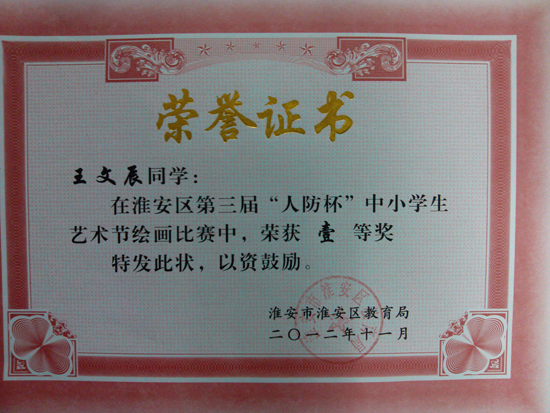 荣誉证书
王文辰同学：
在淮安区第三届“人防杯”中小学生
艺术节绘画比赛中，荣获 壹 等奖
特发此状，以资鼓励。
淮安市淮安区教育局
二〇一二年十一月